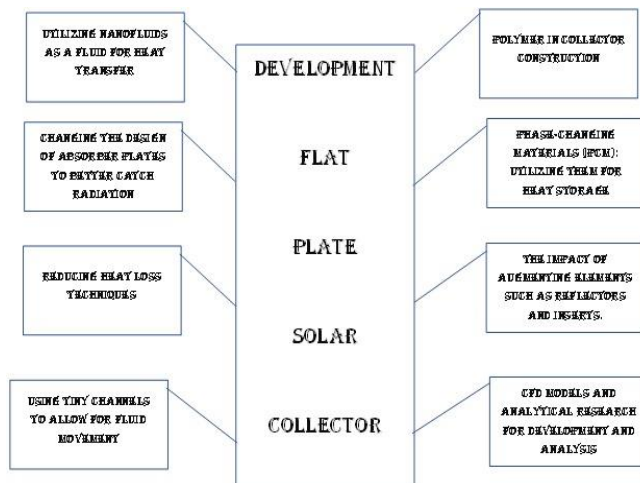 UTILIZING NANOFLUIDS
AS A FLUID FOR HEAT
TRANSFER
CHANGING THE DESIGN
OF ABSORBER PLATES
TO BETTER CATCH
RADIATION
REDUCING HEAT LOSS
TECHNIQUES
USING TINY CHANNELS
TO ALLOW FOR FLUID
MOVEMENT
DEVELOPMENT
FLAT
PLATE
SOLAR
COLLECTOR
POLYMER IN COLLECTOR
CONSTRUCTION
PHASE-CHANGING
MATERIALS (PCM):
UTILIZING THEM FOR
HEAT STORAGE
THE IMPACT OF
AUGMENTING ELEMENTS
SUCH AS REFLECTORS
AND INSERTS.
CFD MODELS AND
ANALYTICAL RESEARCH
FOR DEVELOPMENT AND
ANALYSIS